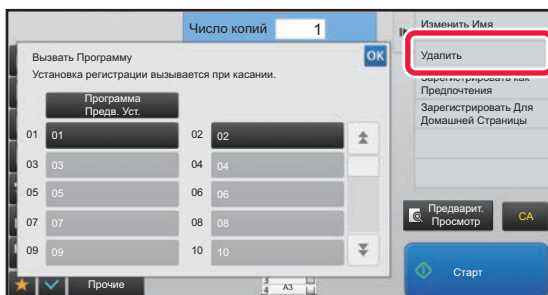 Число копий 1
Изменить Имя
Вызвать Программу
OK
Удалить
Установка регистрации вызывается при касании.
Зарегистрировать как
Предпочтения
Программа
Предв. Уст.
Зарегистрировать Для
Домашней Страницы
01 01 02 02
03 03 04 04
05 05 06 06
07 07 08 08
Предварит.
Просмотр
CA
09 09 10 10
Прочие
A3
Старт